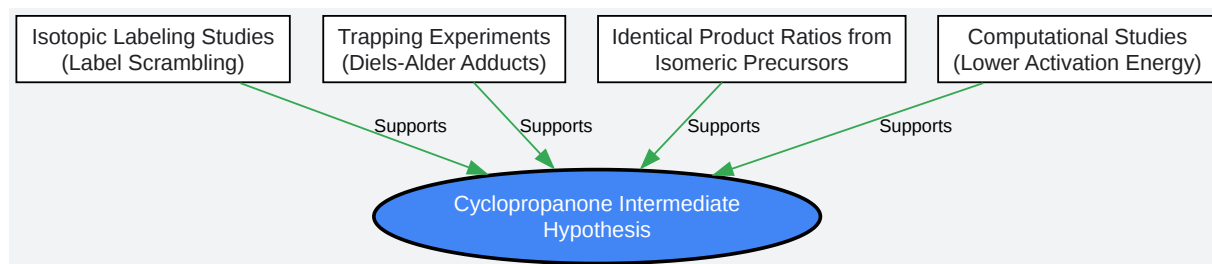 Isotopic Labeling Studies
(Label Scrambling)
Trapping Experiments
(Diels-Alder Adducts)
Identical Product Ratios from
Isomeric Precursors
Computational Studies
(Lower Activation Energy)
Supports
Supports
Supports
Supports
Cyclopropanone Intermediate
Hypothesis